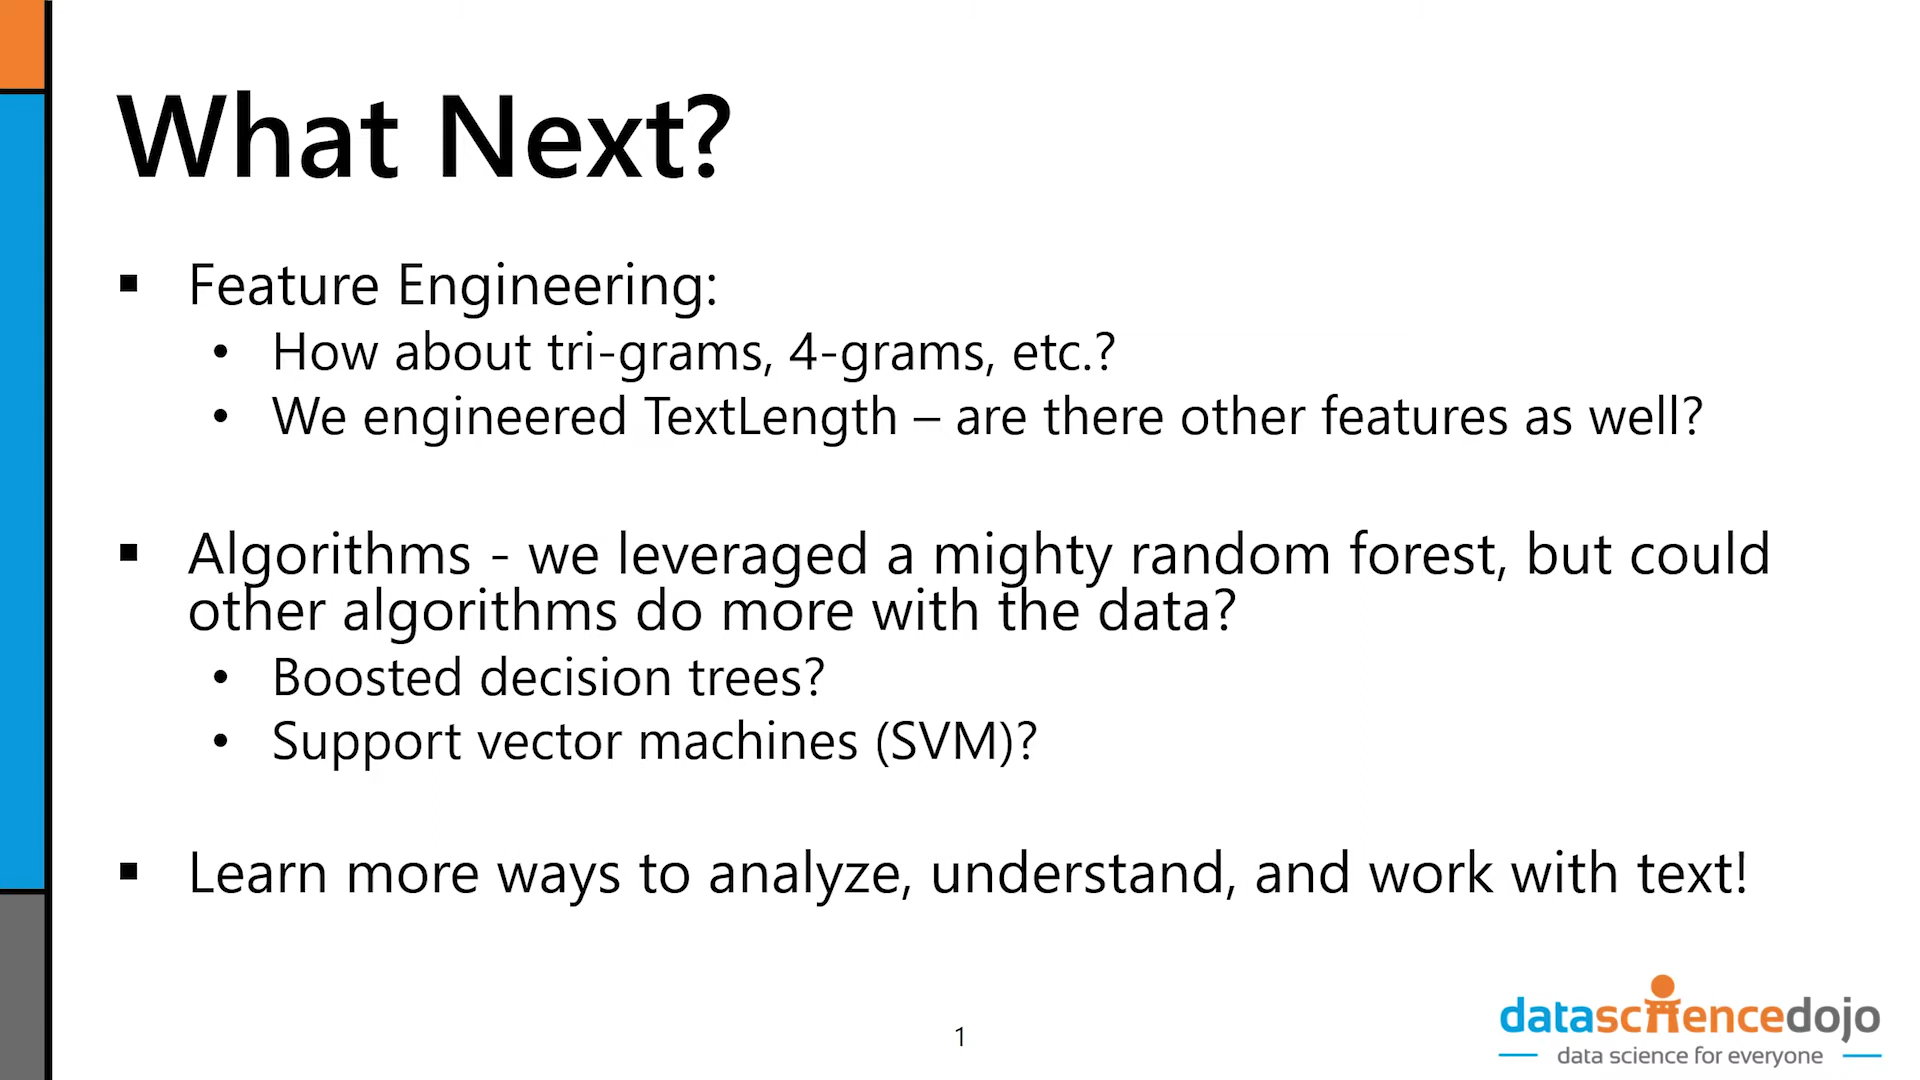 What Next?
▪ Feature Engineering:
• How about tri-grams, 4-grams, etc.?
• We engineered TextLength – are there other features as well?
▪ Algorithms - we leveraged a mighty random forest, but could
other algorithms do more with the data?
• Boosted decision trees?
• Support vector machines (SVM)?
▪ Learn more ways to analyze, understand, and work with text!
1
datasciencedojo
data science for everyone